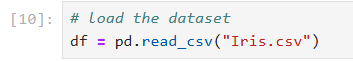 [10]: # load the dataset
df = pd.read_csv("Iris.csv")